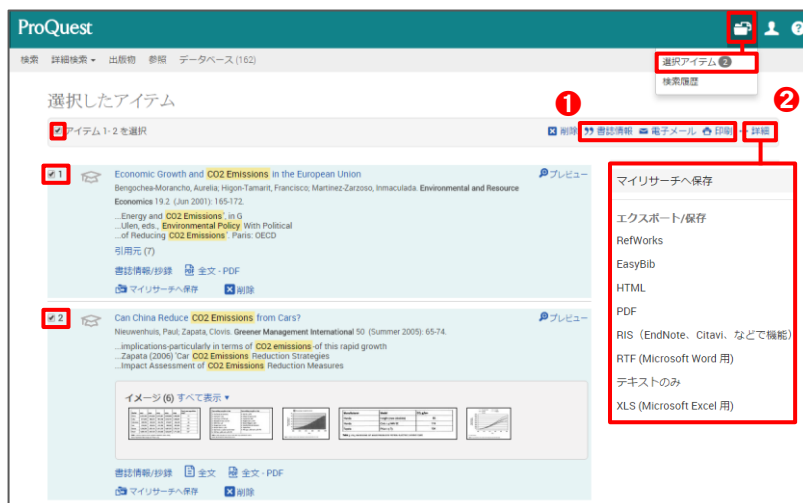 ProQuest
検索 詳細検索 出版物 参照 データベース (162)
選択アイテム 2
検索履歴
選択したアイテム
1
2
アイテム 1- 2 を選択
削除 書誌情報 電子メール 印刷 ••• 詳細
1
Economic Growth and CO2 Emissions in the European Union
プレビュー
Bengochea-Morancho, Aurelia; Higon-Tamarit, Francisco; Martinez-Zarzoso, Inmaculada. Environmental and Resource
Economics 19.2 (Jun 2001): 165-172.
...Energy and CO2 Emissions', in G
...Ulen, eds., Environmental Policy With Political
...of Reducing CO2 Emissions'. Paris: OECD
引用元 (7)
書誌情報/抄録 全文 - PDF
マイリサーチへ保存 削除
2
Can China Reduce CO2 Emissions from Cars?
プレビュー
Nieuwenhuis, Paul; Zapata, Clovis. Greener Management International 50 (Summer 2005): 65-74.
...implications-particularly in terms of CO2 emissions-of this rapid growth
...Zapata (2006) 'Car CO2 Emissions Reduction Strategies
...Impact Assessment of CO2 Emissions Reduction Measures
イメージ (6) すべて表示
書誌情報/抄録 全文 全文 - PDF
マイリサーチへ保存 削除
マイリサーチへ保存
エクスポート/保存
RefWorks
EasyBib
HTML
PDF
RIS（EndNote、Citavi、などで機能）
RTF (Microsoft Word 用)
テキストのみ
XLS (Microsoft Excel 用)